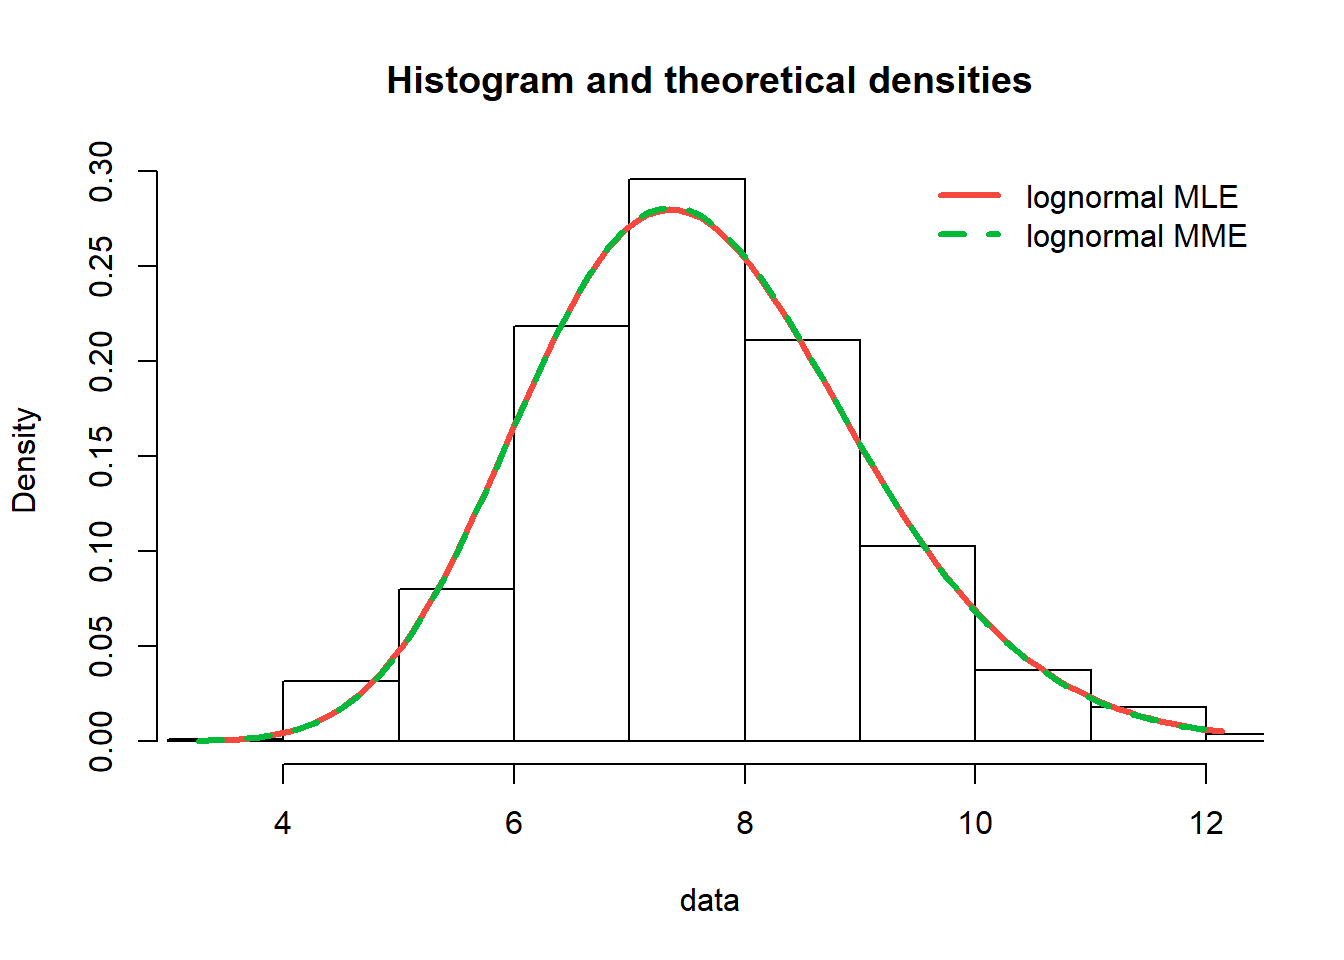 Histogram and theoretical densities
lognormal MLE
lognormal MME
Density
0.30
0.25
0.20
0.15
0.10
0.05
0.00
4 6 8 10 12
data